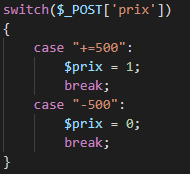 switch($_POST['prix'])
{
    case "+=500":
        $prix = 1;
        break;
    case "-500":
        $prix = 0;
        break;
}